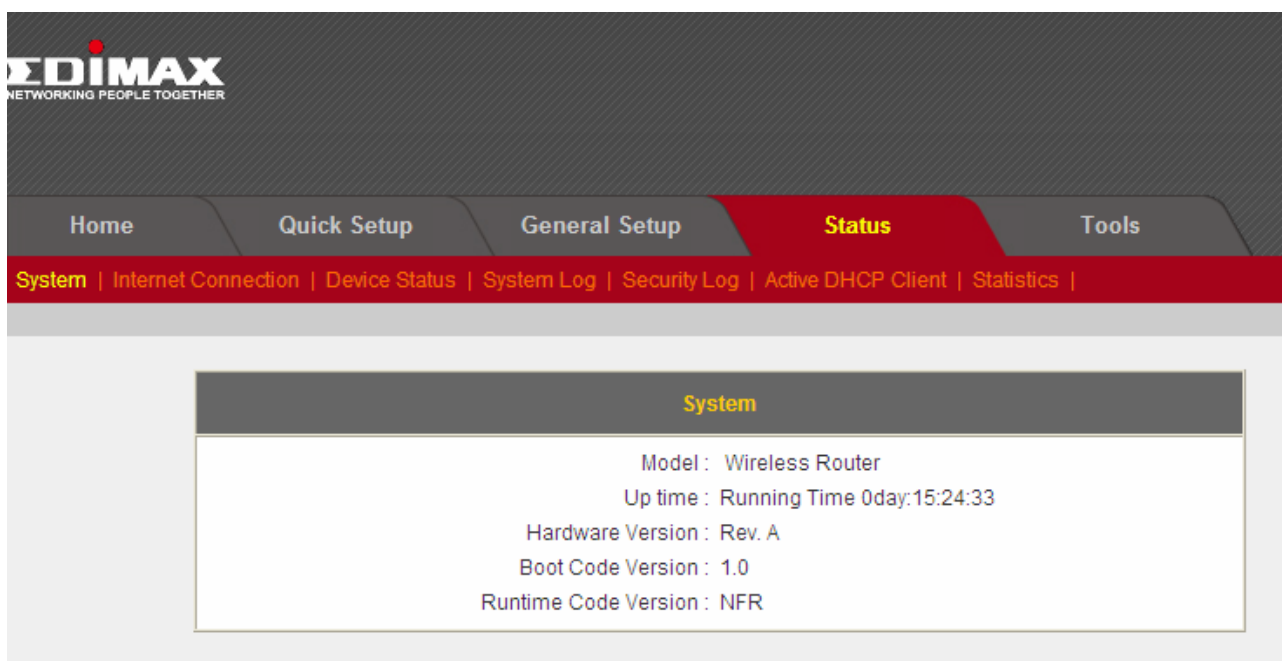 EDIMAX
NETWORKING PEOPLE TOGETHER
Home Quick Setup General Setup Status Tools
System | Internet Connection | Device Status | System Log | Security Log | Active DHCP Client | Statistics |
System
Model : Wireless Router
Up time : Running Time 0day:15:24:33
Hardware Version : Rev. A
Boot Code Version : 1.0
Runtime Code Version : NFR